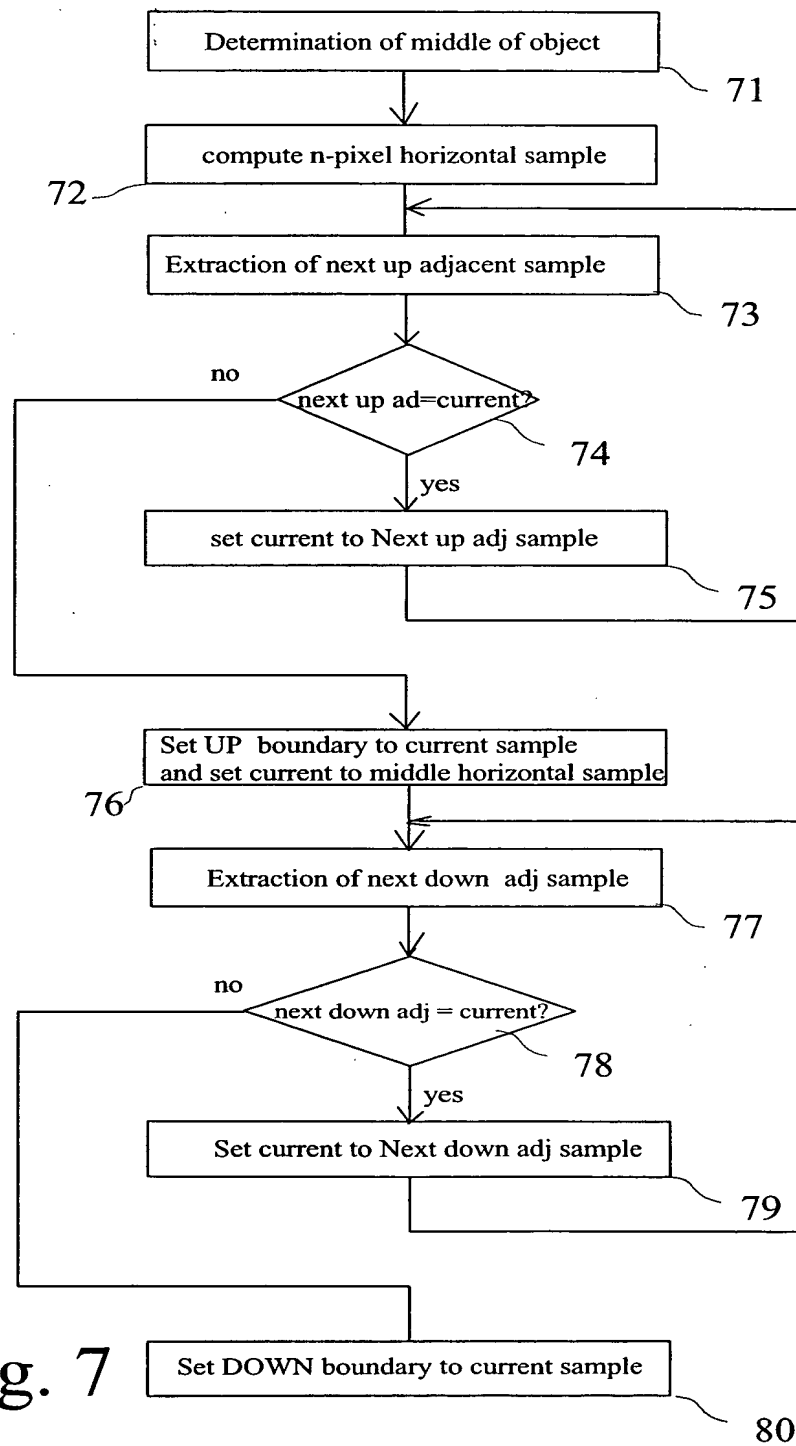 Determination of middle of object
71
compute n-pixel horizontal sample
72
Extraction of next up adjacent sample
73
no
next up ad=current?
74
yes
set current to Next up adj sample
75
Set UP boundary to current sample
and set current to middle horizontal sample
76
Extraction of next down adj sample
77
no
next down adj = current?
78
yes
Set current to Next down adj sample
79
g. 7
Set DOWN boundary to current sample
80